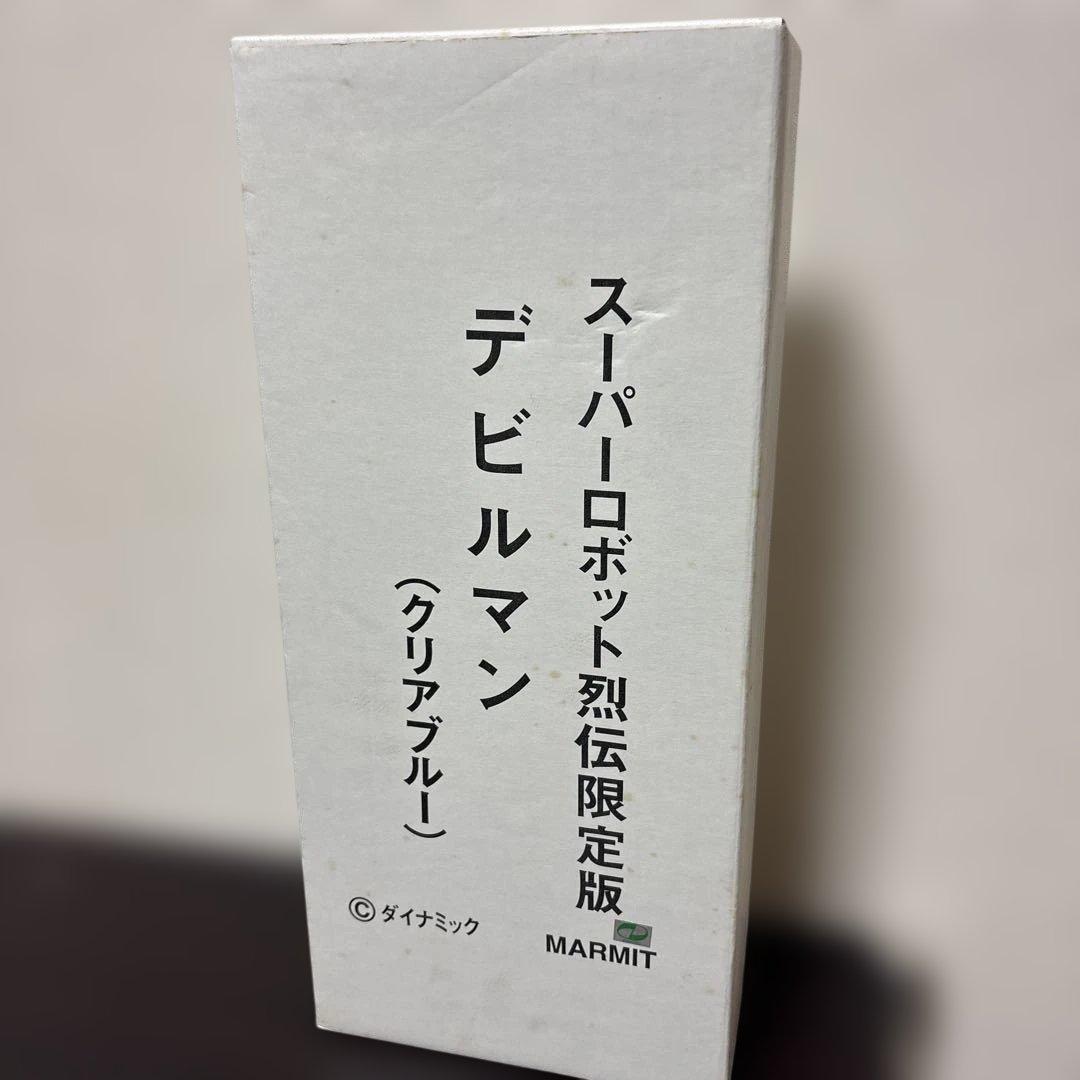 スーパーロボット烈伝限定版
デビルマン
（クリアブルー）
©ダイナミック
MARMIT